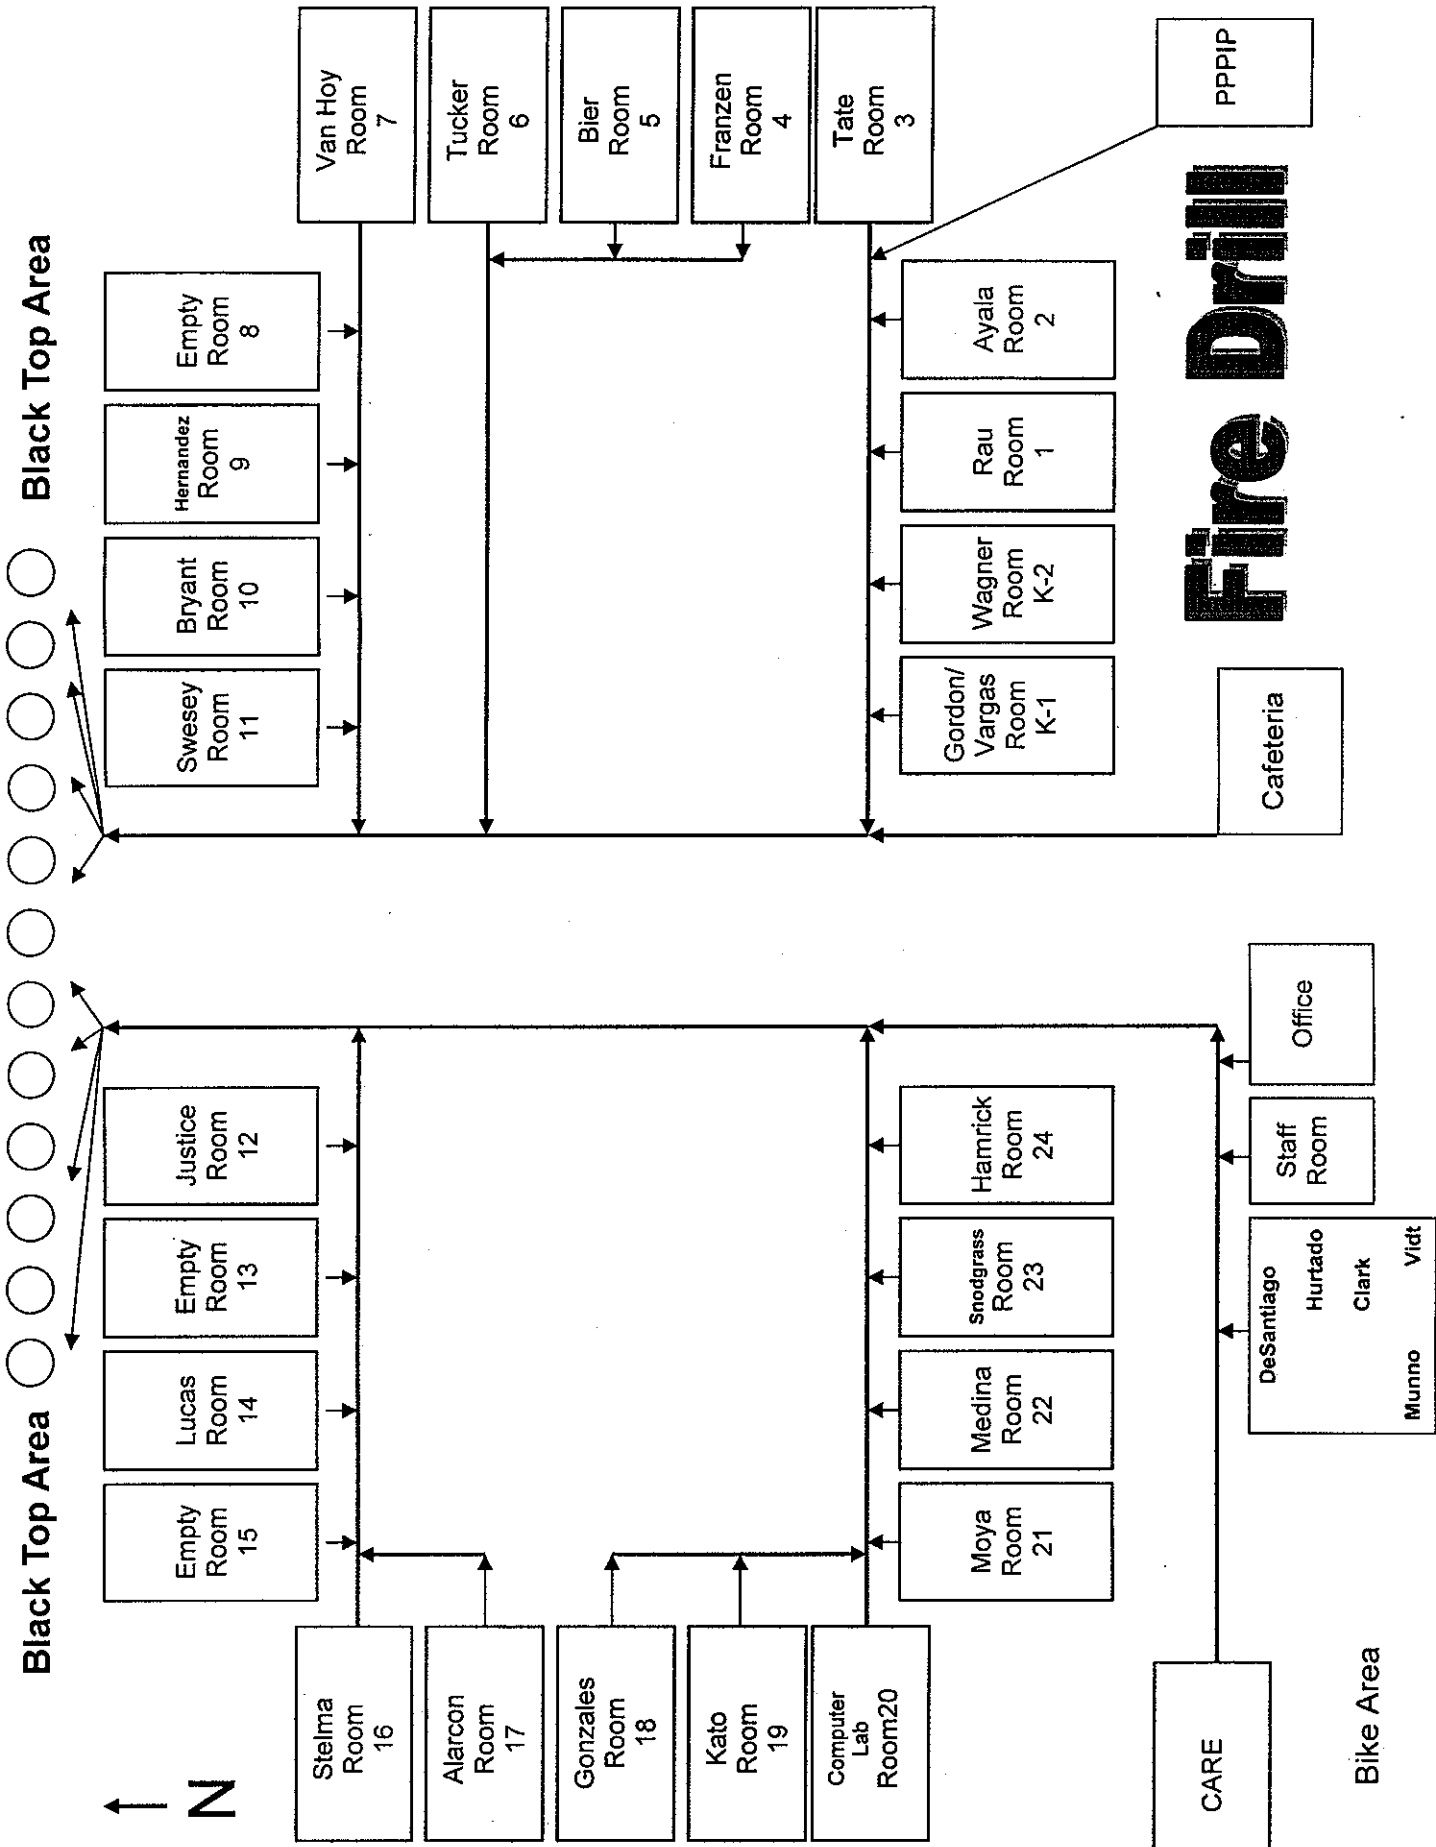 Black Top Area
Black Top Area
N
Empty
Room
15
Lucas
Room
14
Empty
Room
13
Justice
Room
12
Swesey
Room
11
Bryant
Room
10
Hernandez
Room
9
Empty
Room
8
Stelma
Room
16
Alarcon
Room
17
Gonzales
Room
18
Kato
Room
19
Computer
Lab
Room20
Van Hoy
Room
7
Tucker
Room
6
Bier
Room
5
Franzen
Room
4
Tate
Room
3
Moya
Room
21
Medina
Room
22
Snodgrass
Room
23
Hamrick
Room
24
Gordon/
Vargas
Room
K-1
Wagner
Room
K-2
Rau
Room
1
Ayala
Room
2
CARE
Bike Area
DeSantiago
Hurtado
Clark
Munno Vidt
Staff
Room
Office
Cafeteria
Fire Drill
PPPIP